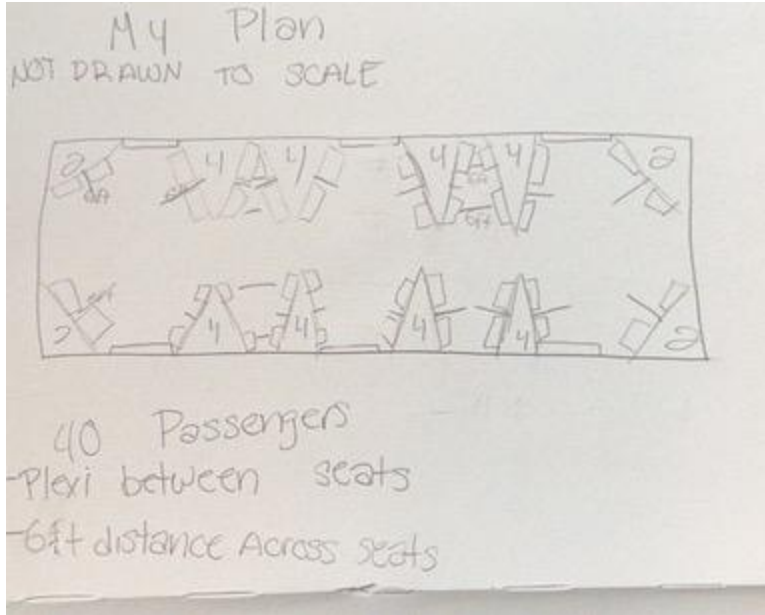 My Plan
NOT DRAWN TO SCALE
2 4 4 4 4 2
6ft 6ft
6ft
2 4 4 4 4 2
40 Passengers
-Plexi between seats
-6ft distance Across seats